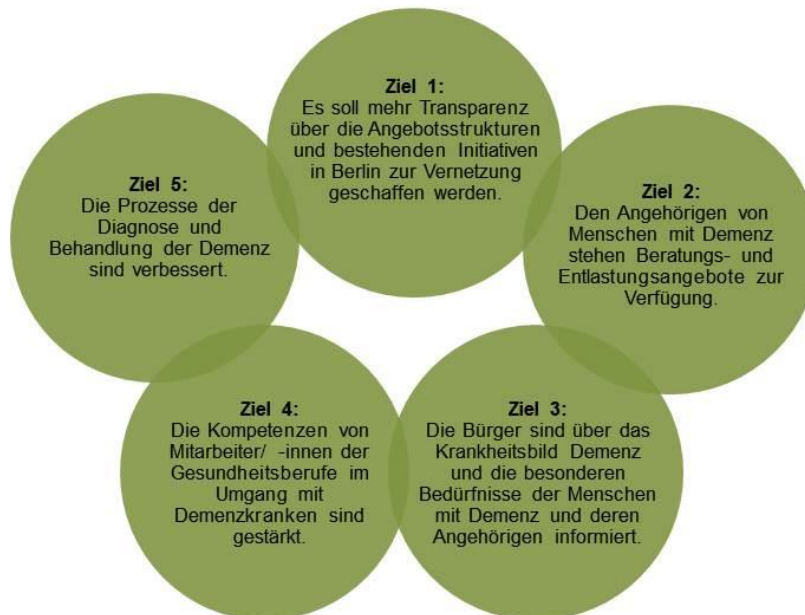 Ziel 1:
Es soll mehr Transparenz
über die Angebotsstrukturen
und bestehenden Initiativen
in Berlin zur Vernetzung
geschaffen werden.
Ziel 2:
Den Angehörigen von
Menschen mit Demenz
stehen Beratungs- und
Entlastungsangebote zur
Verfügung.
Ziel 3:
Die Bürger sind über das
Krankheitsbild Demenz
und die besonderen
Bedürfnisse der Menschen
mit Demenz und deren
Angehörigen informiert.
Ziel 4:
Die Kompetenzen von
Mitarbeiter/ -innen der
Gesundheitsberufe im
Umgang mit
Demenzkranken sind
gestärkt.
Ziel 5:
Die Prozesse der
Diagnose und
Behandlung der Demenz
sind verbessert.